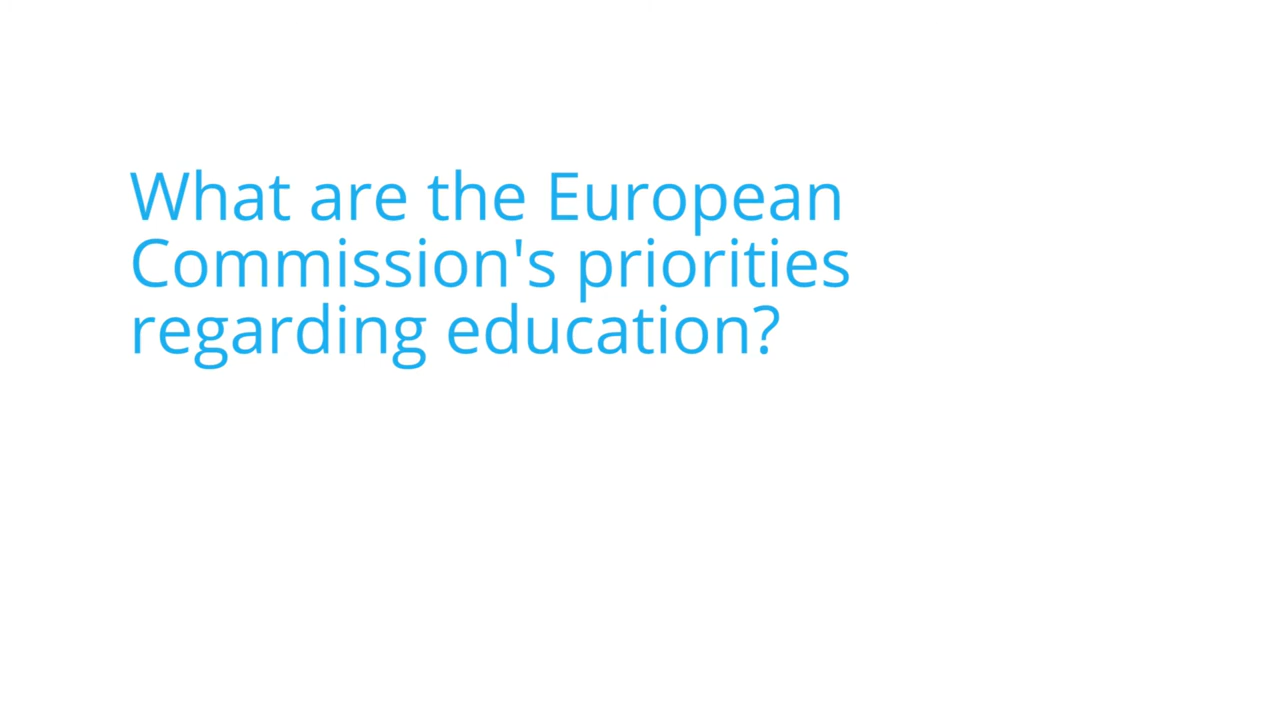 What are the European
Commission's priorities
regarding education?